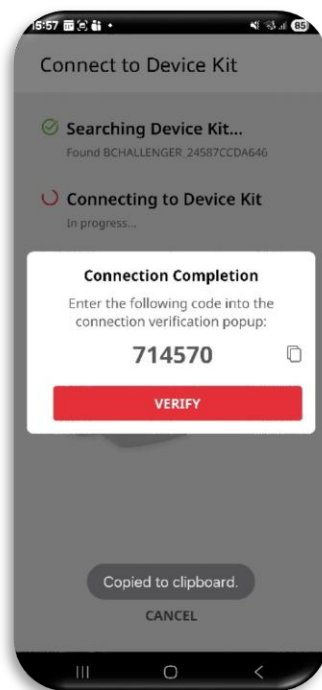 15:57
85
Connect to Device Kit
Searching Device Kit...
Found BCHALLENGER_24587CCDA646
Connecting to Device Kit
In progress...
Connection Completion
Enter the following code into the
connection verification popup:
714570
VERIFY
Copied to clipboard.
CANCEL